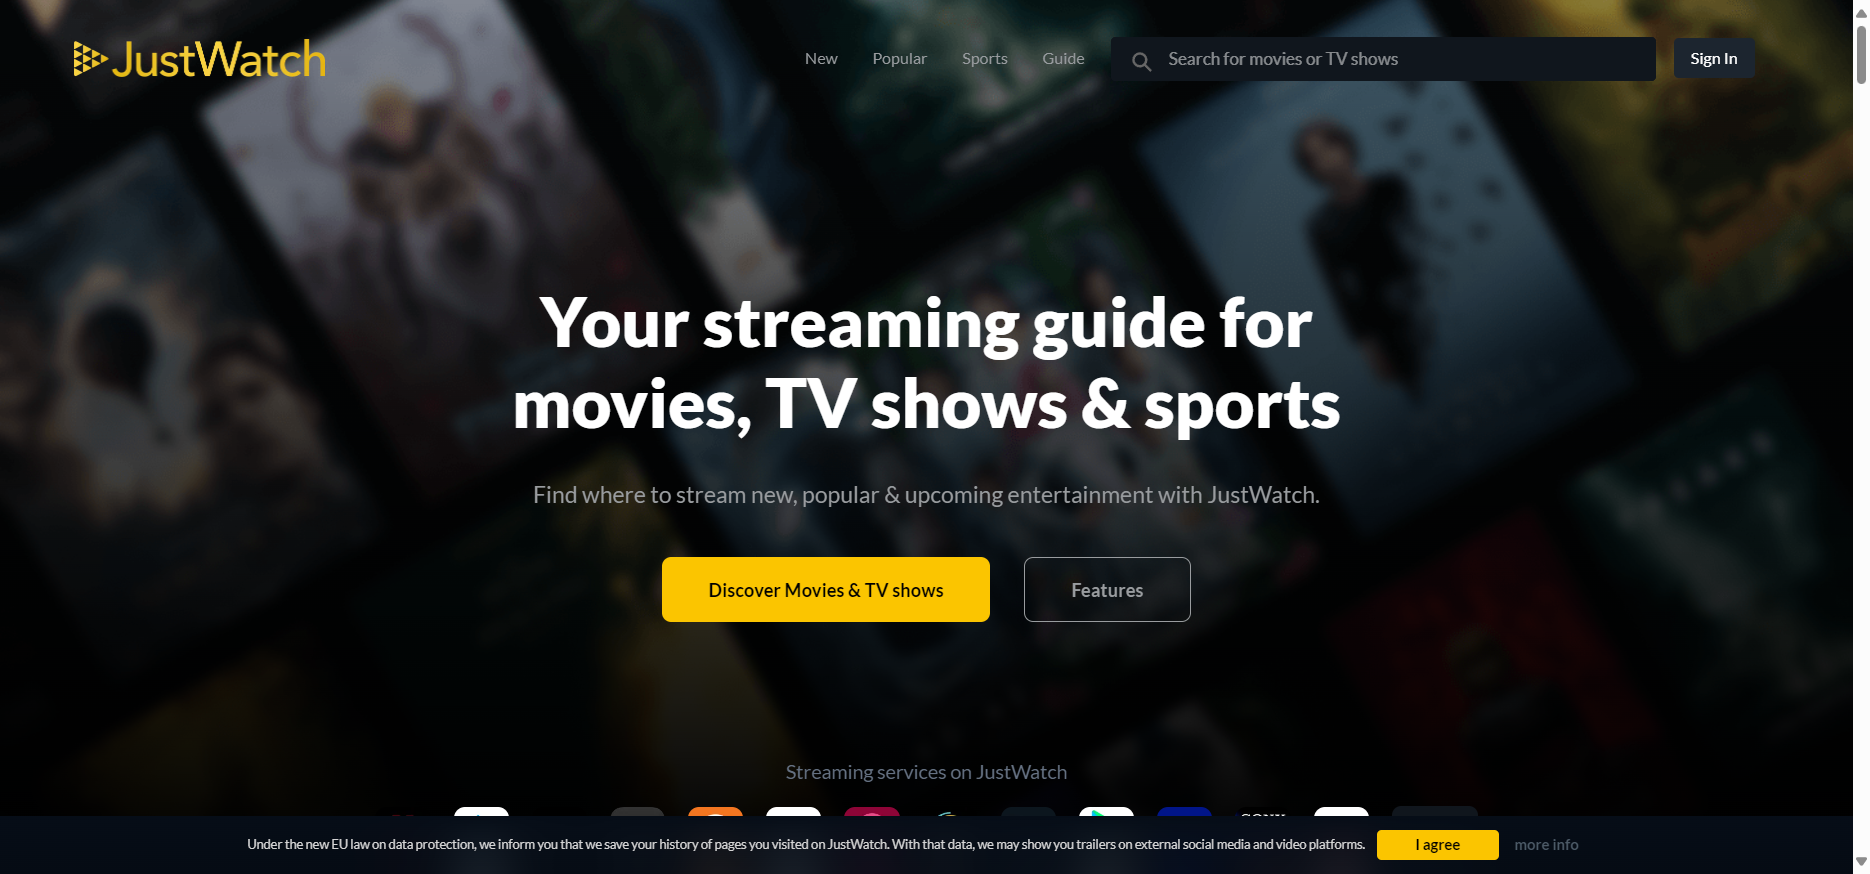 JustWatch
New Popular Sports Guide Search for movies or TV shows Sign In
Your streaming guide for
movies, TV shows & sports
Find where to stream new, popular & upcoming entertainment with JustWatch.
Discover Movies & TV shows Features
Streaming services on JustWatch
Under the new EU law on data protection, we inform you that we save your history of pages you visited on JustWatch. With that data, we may show you trailers on external social media and video platforms. I agree more info